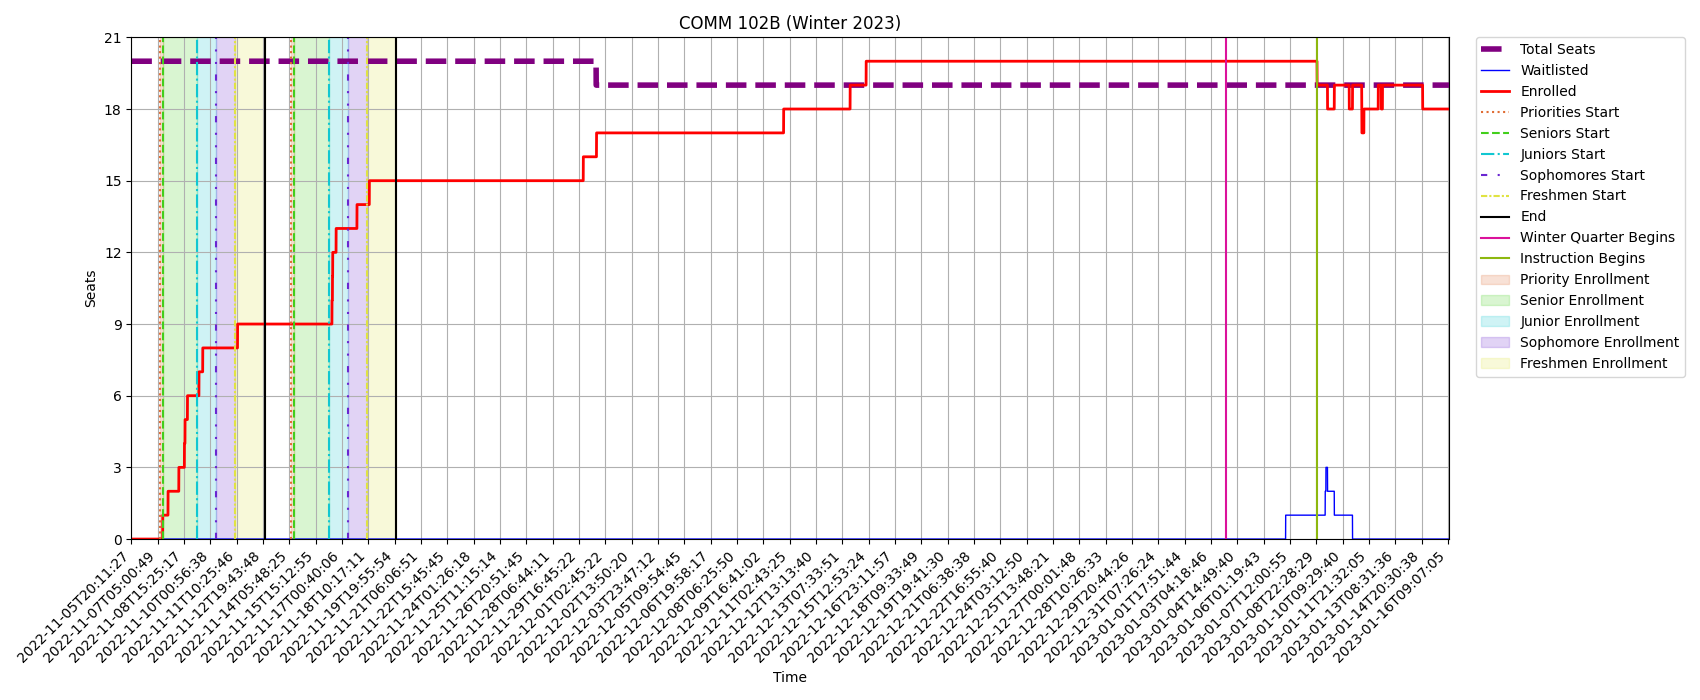 COMM 102B (Winter 2023)
21
18
15
12
9
6
3
0
Seats
2022-11-05T20:11:27
2022-11-07T05:00:49
2022-11-08T15:25:17
2022-11-10T00:56:38
2022-11-11T10:25:46
2022-11-12T19:43:48
2022-11-14T05:48:25
2022-11-15T15:12:55
2022-11-17T00:40:06
2022-11-18T10:17:11
2022-11-19T19:55:54
2022-11-21T06:06:51
2022-11-22T15:45:45
2022-11-24T01:26:18
2022-11-25T11:15:14
2022-11-26T20:51:45
2022-11-28T06:44:11
2022-11-29T16:45:22
2022-12-01T02:45:22
2022-12-02T13:50:20
2022-12-03T23:47:12
2022-12-05T09:54:45
2022-12-06T19:58:17
2022-12-08T06:25:50
2022-12-09T16:41:02
2022-12-11T02:43:25
2022-12-12T13:13:40
2022-12-13T07:33:51
2022-12-15T12:53:24
2022-12-16T23:11:57
2022-12-18T09:33:49
2022-12-19T19:41:30
2022-12-21T06:38:38
2022-12-22T16:55:40
2022-12-24T03:12:50
2022-12-25T13:48:21
2022-12-27T00:01:48
2022-12-28T10:26:33
2022-12-29T20:44:26
2022-12-31T07:26:24
2023-01-01T17:51:44
2023-01-03T04:18:46
2023-01-04T14:49:40
2023-01-06T01:19:43
2023-01-07T12:00:55
2023-01-08T22:28:29
2023-01-10T09:29:40
2023-01-11T21:32:05
2023-01-13T08:31:36
2023-01-14T20:30:38
2023-01-16T09:07:05
Time
Total Seats
Waitlisted
Enrolled
Priorities Start
Seniors Start
Juniors Start
Sophomores Start
Freshmen Start
End
Winter Quarter Begins
Instruction Begins
Priority Enrollment
Senior Enrollment
Junior Enrollment
Sophomore Enrollment
Freshmen Enrollment